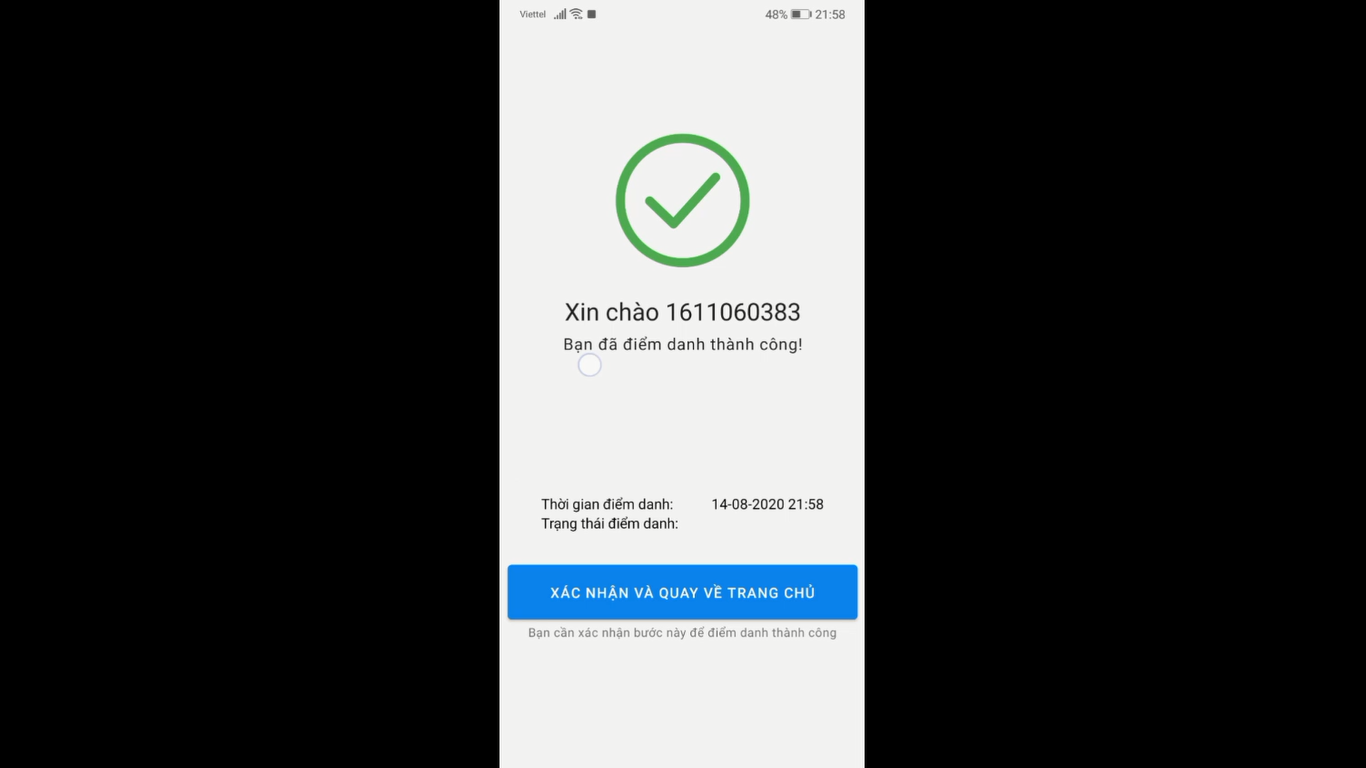 Viettel 48% 21:58
Xin chào 1611060383
Bạn đã điểm danh thành công!
Thời gian điểm danh: 14-08-2020 21:58
Trạng thái điểm danh:
XÁC NHẬN VÀ QUAY VỀ TRANG CHỦ
Bạn cần xác nhận bước này để điểm danh thành công